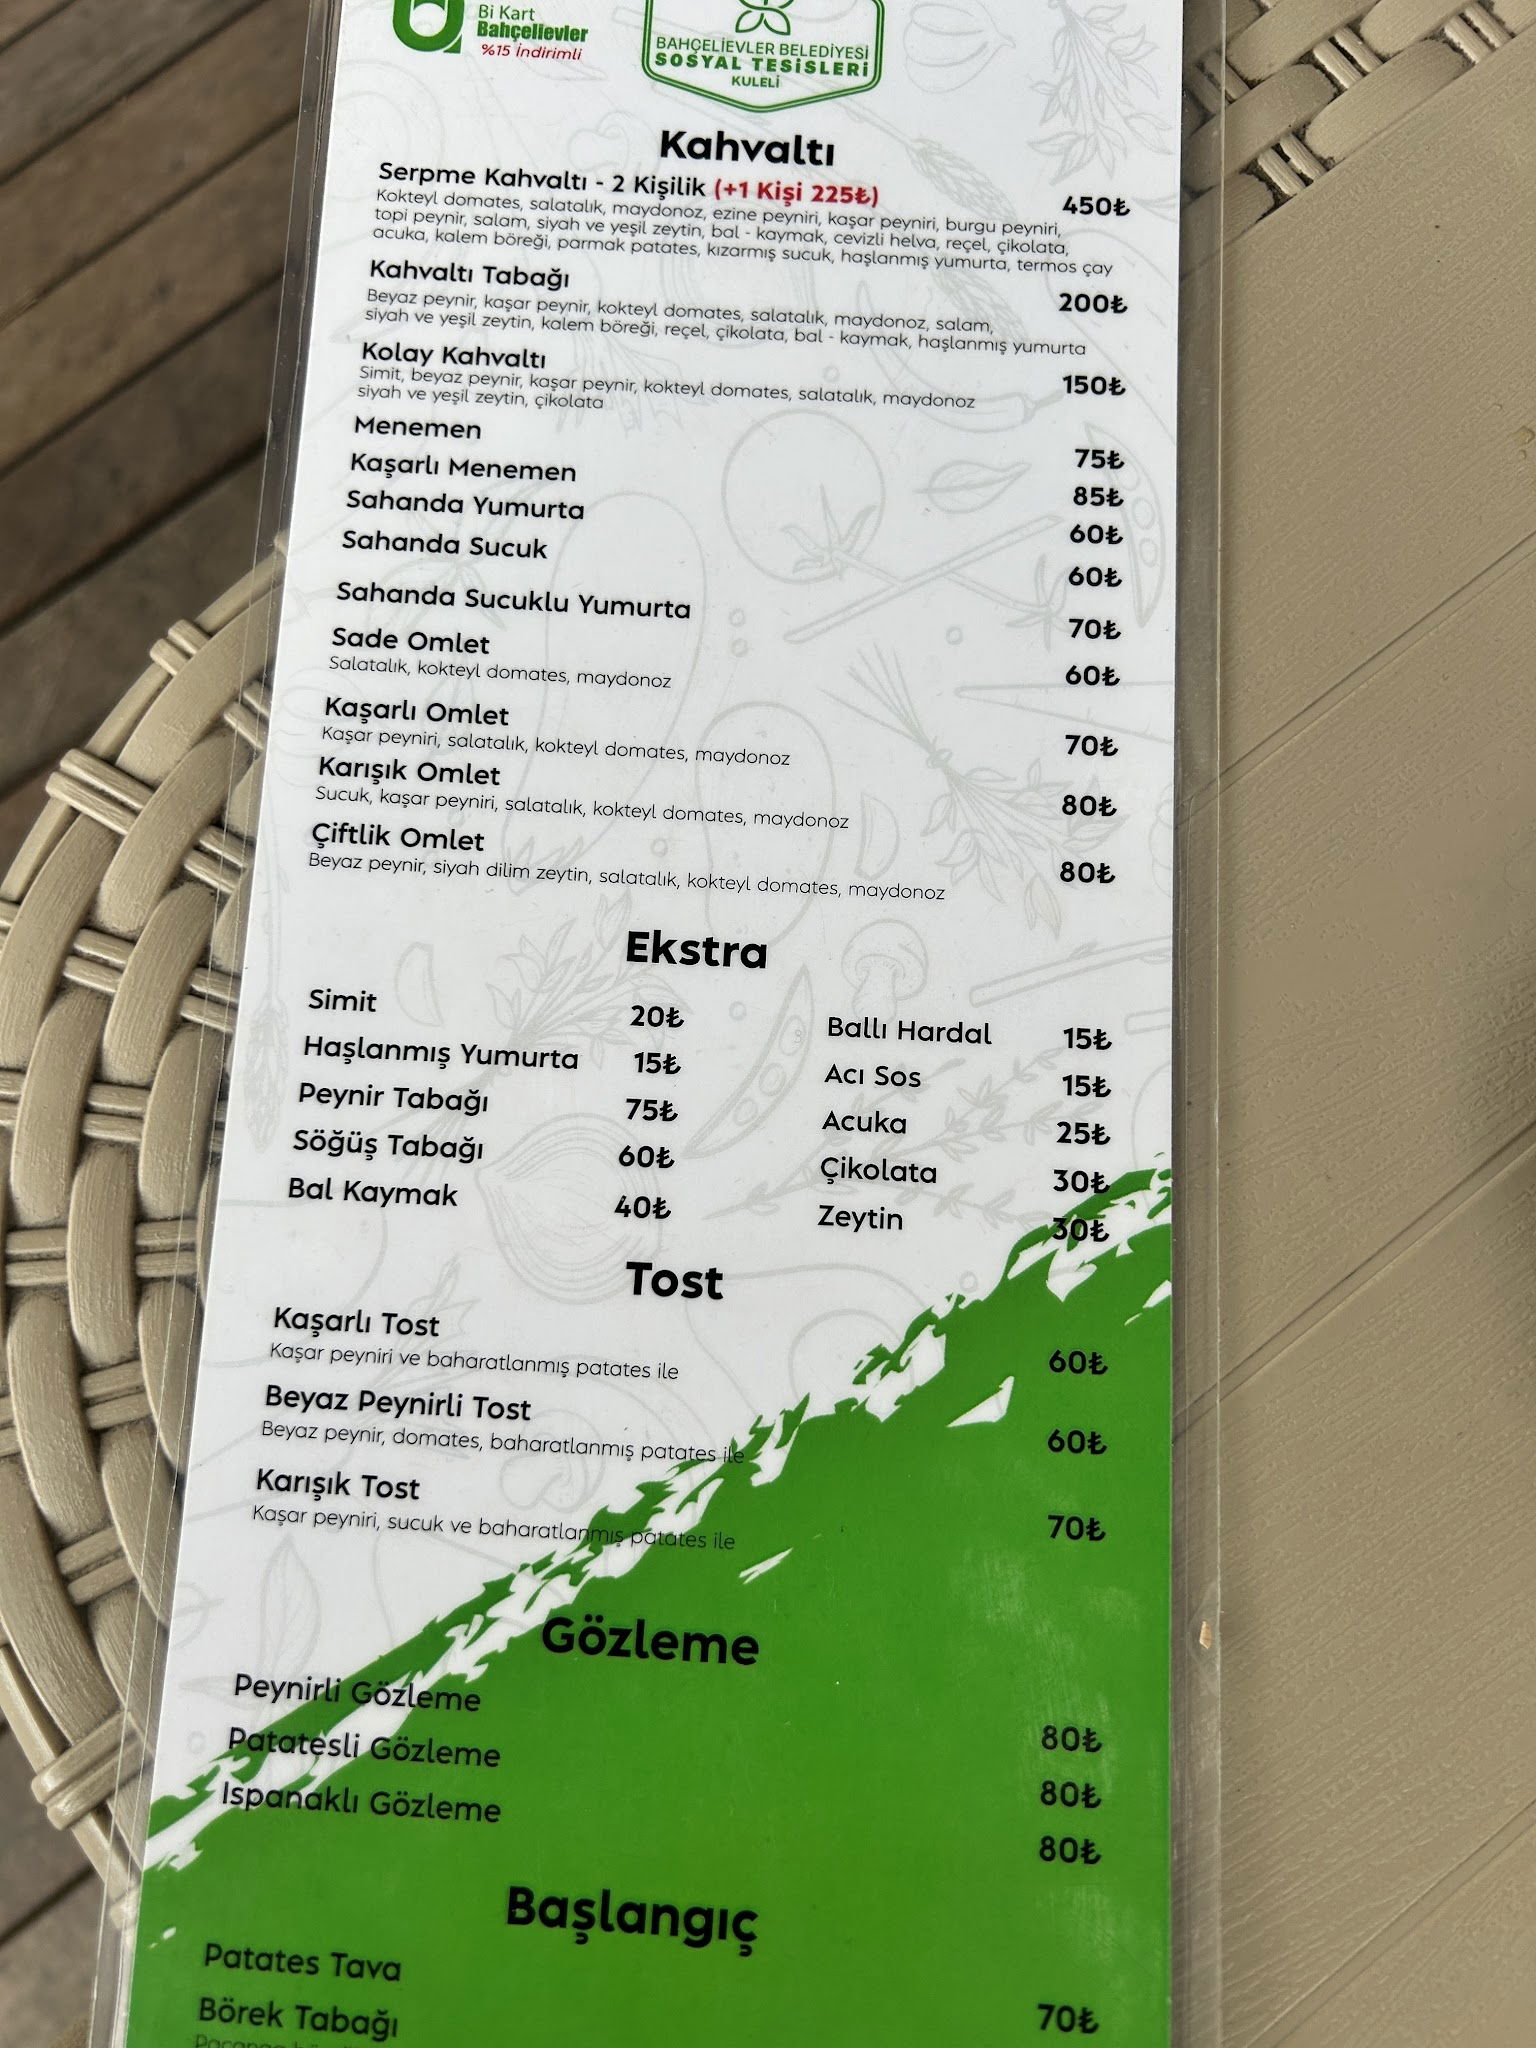 Bi Kart
Bahçelievler
%15 İndirimli
BAHÇELİEVLER BELEDİYESİ
SOSYAL TESİSLERİ
KULELİ
Kahvaltı
Serpme Kahvaltı - 2 Kişilik (+1 Kişi 225₺) 450₺
Kokteyl domates, salatalık, maydonoz, ezine peyniri, kaşar peyniri, burgu peyniri,
topi peynir, salam, siyah ve yeşil zeytin, bal - kaymak, cevizli helva, reçel, çikolata,
acuka, kalem böreği, parmak patates, kızarmış sucuk, haşlanmış yumurta, termos çay
Kahvaltı Tabağı 200₺
Beyaz peynir, kaşar peynir, kokteyl domates, salatalık, maydonoz, salam,
siyah ve yeşil zeytin, kalem böreği, reçel, çikolata, bal - kaymak, haşlanmış yumurta
Kolay Kahvaltı 150₺
Simit, beyaz peynir, kaşar peynir, kokteyl domates, salatalık, maydonoz
siyah ve yeşil zeytin, çikolata
Menemen 75₺
Kaşarlı Menemen 85₺
Sahanda Yumurta 60₺
Sahanda Sucuk 60₺
Sahanda Sucuklu Yumurta 70₺
Sade Omlet 60₺
Salatalık, kokteyl domates, maydonoz
Kaşarlı Omlet 70₺
Kaşar peyniri, salatalık, kokteyl domates, maydonoz
Karışık Omlet 80₺
Sucuk, kaşar peyniri, salatalık, kokteyl domates, maydonoz
Çiftlik Omlet 80₺
Beyaz peynir, siyah dilim zeytin, salatalık, kokteyl domates, maydonoz
Ekstra
Simit 20₺
Haşlanmış Yumurta 15₺
Peynir Tabağı 75₺
Söğüş Tabağı 60₺
Bal Kaymak 40₺
Ballı Hardal 15₺
Acı Sos 15₺
Acuka 25₺
Çikolata 30₺
Zeytin 30₺
Tost
Kaşarlı Tost 60₺
Kaşar peyniri ve baharatlanmış patates ile
Beyaz Peynirli Tost 60₺
Beyaz peynir, domates, baharatlanmış patates ile
Karışık Tost 70₺
Kaşar peyniri, sucuk ve baharatlanmış patates ile
Gözleme
Peynirli Gözleme 80₺
Patatesli Gözleme 80₺
Ispanaklı Gözleme 80₺
Başlangıç
Patates Tava 70₺
Börek Tabağı